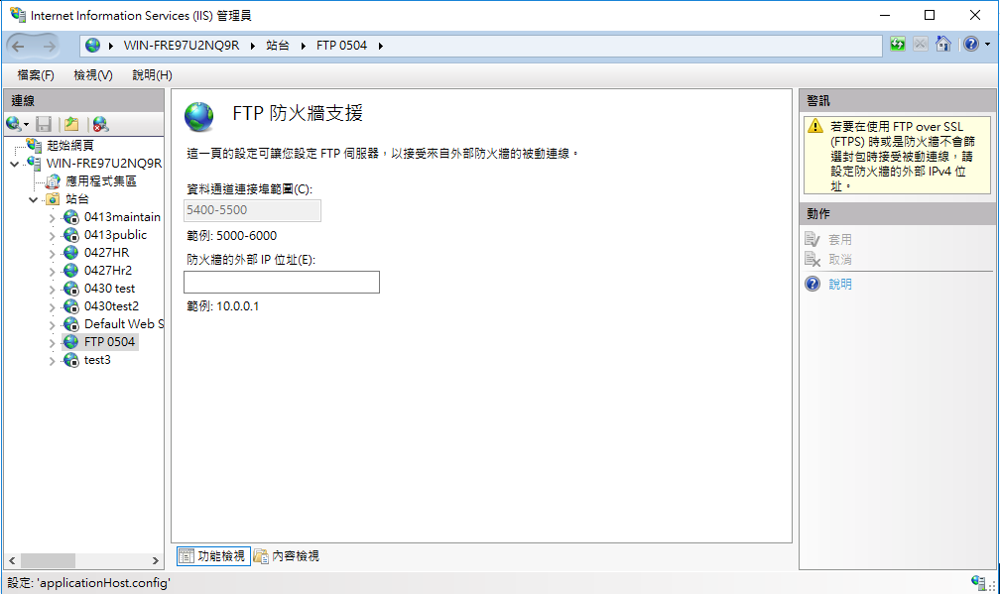 Internet Information Services (IIS) 管理員
WIN-FRE97U2NQ9R 站台 FTP 0504
檔案(F) 檢視(V) 說明(H)
連線
起始網頁
WIN-FRE97U2NQ9R
應用程式集區
站台
0413maintain
0413public
0427HR
0427Hr2
0430 test
0430test2
Default Web S
FTP 0504
test3
FTP 防火牆支援
這一頁的設定可讓您設定 FTP 伺服器，以接受來自外部防火牆的被動連線。
資料通道連接埠範圍(C):
5400-5500
範例: 5000-6000
防火牆的外部 IP 位址(E):
範例: 10.0.0.1
功能檢視 內容檢視
警訊
若要在使用 FTP over SSL
(FTPS) 時或是防火牆不會篩
選封包時接受被動連線，請
設定防火牆的外部 IPv4 位
址。
動作
套用
取消
說明
設定: 'applicationHost.config'